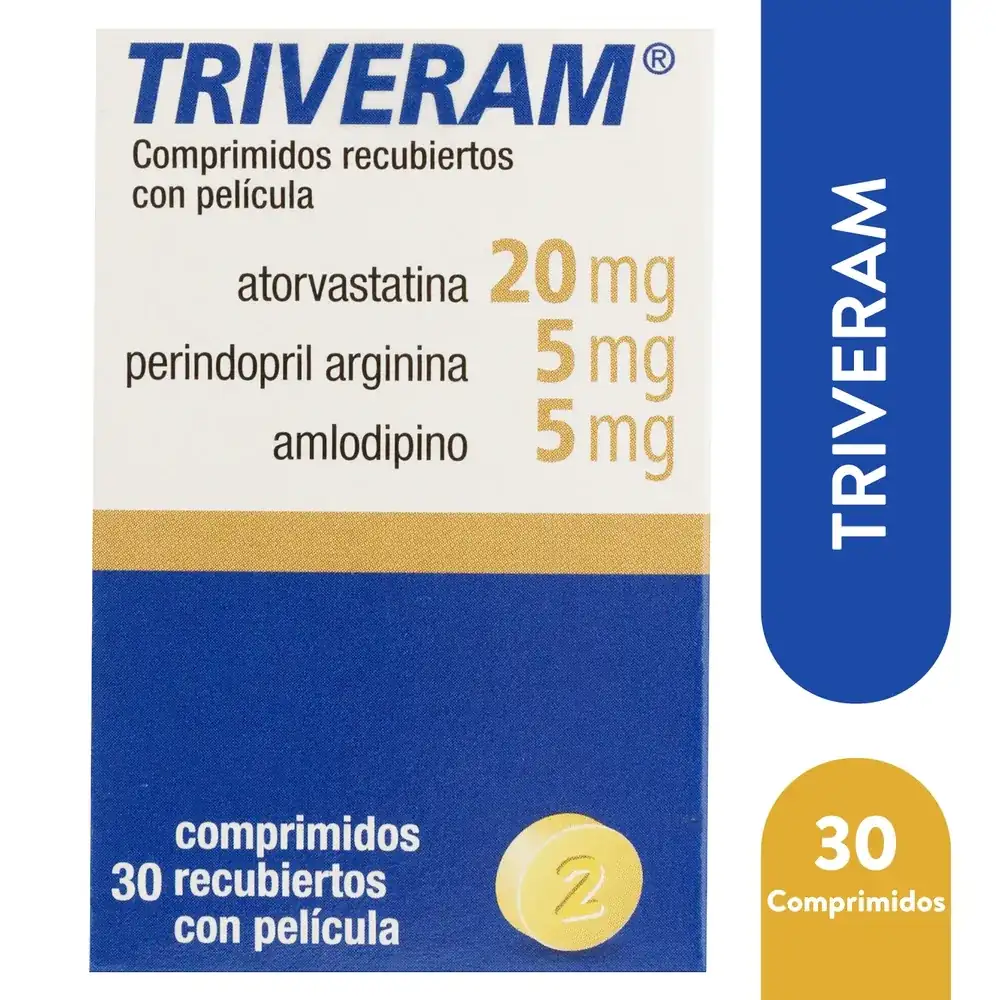 TRIVERAM®
Comprimidos recubiertos
con película
atorvastatina 20 mg
perindopril arginina 5 mg
amlodipino 5 mg
comprimidos
30 recubiertos
con película
2
TRIVERAM
30
Comprimidos